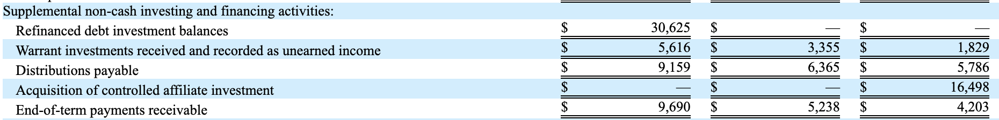 Supplemental non-cash investing and financing activities:
Refinanced debt investment balances $ 30,625 $ — $ —
Warrant investments received and recorded as unearned income $ 5,616 $ 3,355 $ 1,829
Distributions payable $ 9,159 $ 6,365 $ 5,786
Acquisition of controlled affiliate investment $ — $ — $ 16,498
End-of-term payments receivable $ 9,690 $ 5,238 $ 4,203